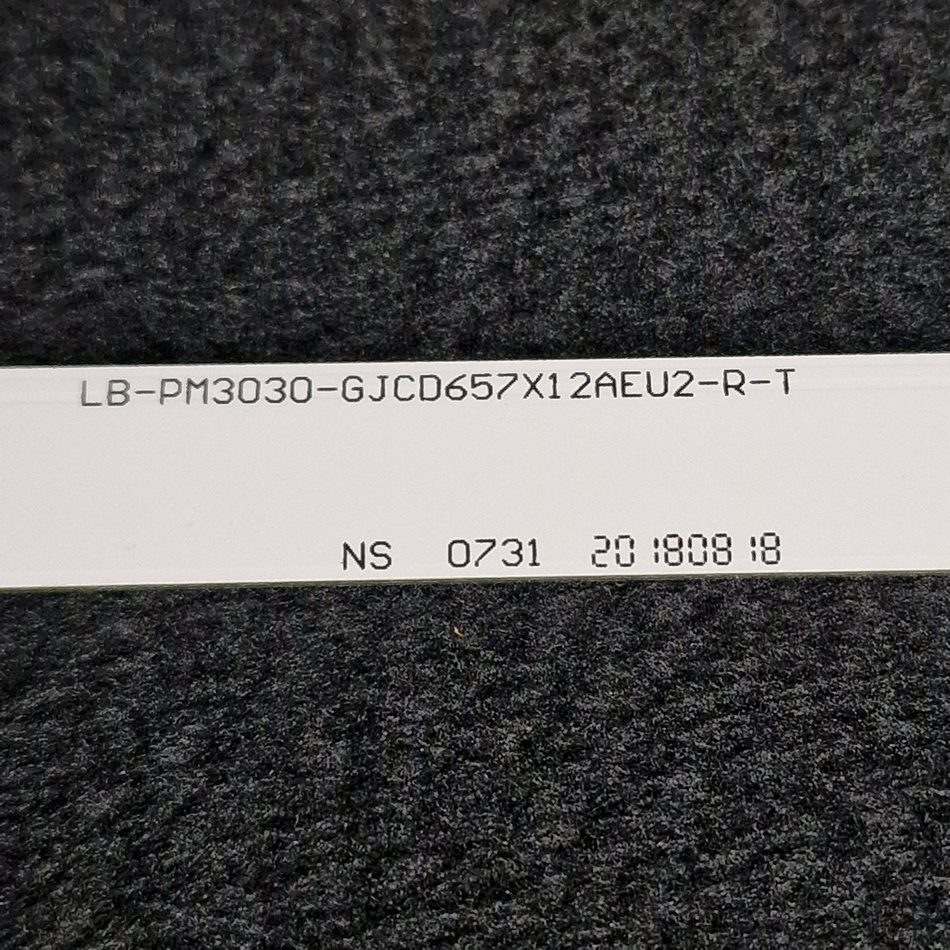 LB-PM3030-GJCD657X12AEU2-R-T
NS 0731 20180818